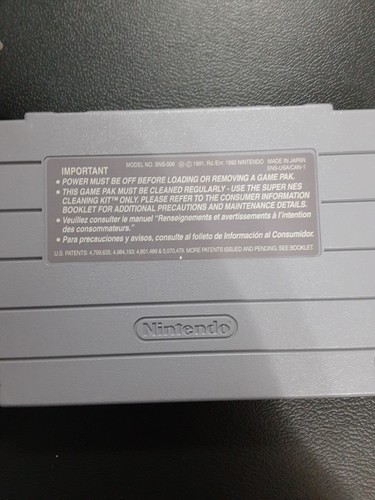 IMPORTANT
MODEL NO. SNS-006 ® © 1991, Rd./Em. 1992 NINTENDO
MADE IN JAPAN
SNS-USA/CAN-1
• POWER MUST BE OFF BEFORE LOADING OR REMOVING A GAME PAK.
• THIS GAME PAK MUST BE CLEANED REGULARLY - USE THE SUPER NES
CLEANING KIT™ ONLY. PLEASE REFER TO THE CONSUMER INFORMATION
BOOKLET FOR ADDITIONAL PRECAUTIONS AND MAINTENANCE DETAILS.
• Veuillez consulter le manuel "Renseignements et avertissements à l'intention
des consommateurs."
• Para precauciones y avisos, consulte al folleto de Información al Consumidor.
U.S. PATENTS: 4,799,635, 4,984,193, 4,901,469 & 5,070,479. MORE PATENTS ISSUED AND PENDING. SEE BOOKLET.
Nintendo